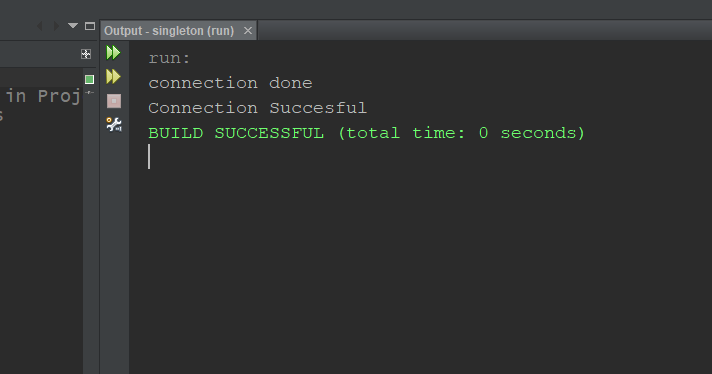 Output - singleton (run)
in Proj
s
run:
connection done
Connection Succesful
BUILD SUCCESSFUL (total time: 0 seconds)